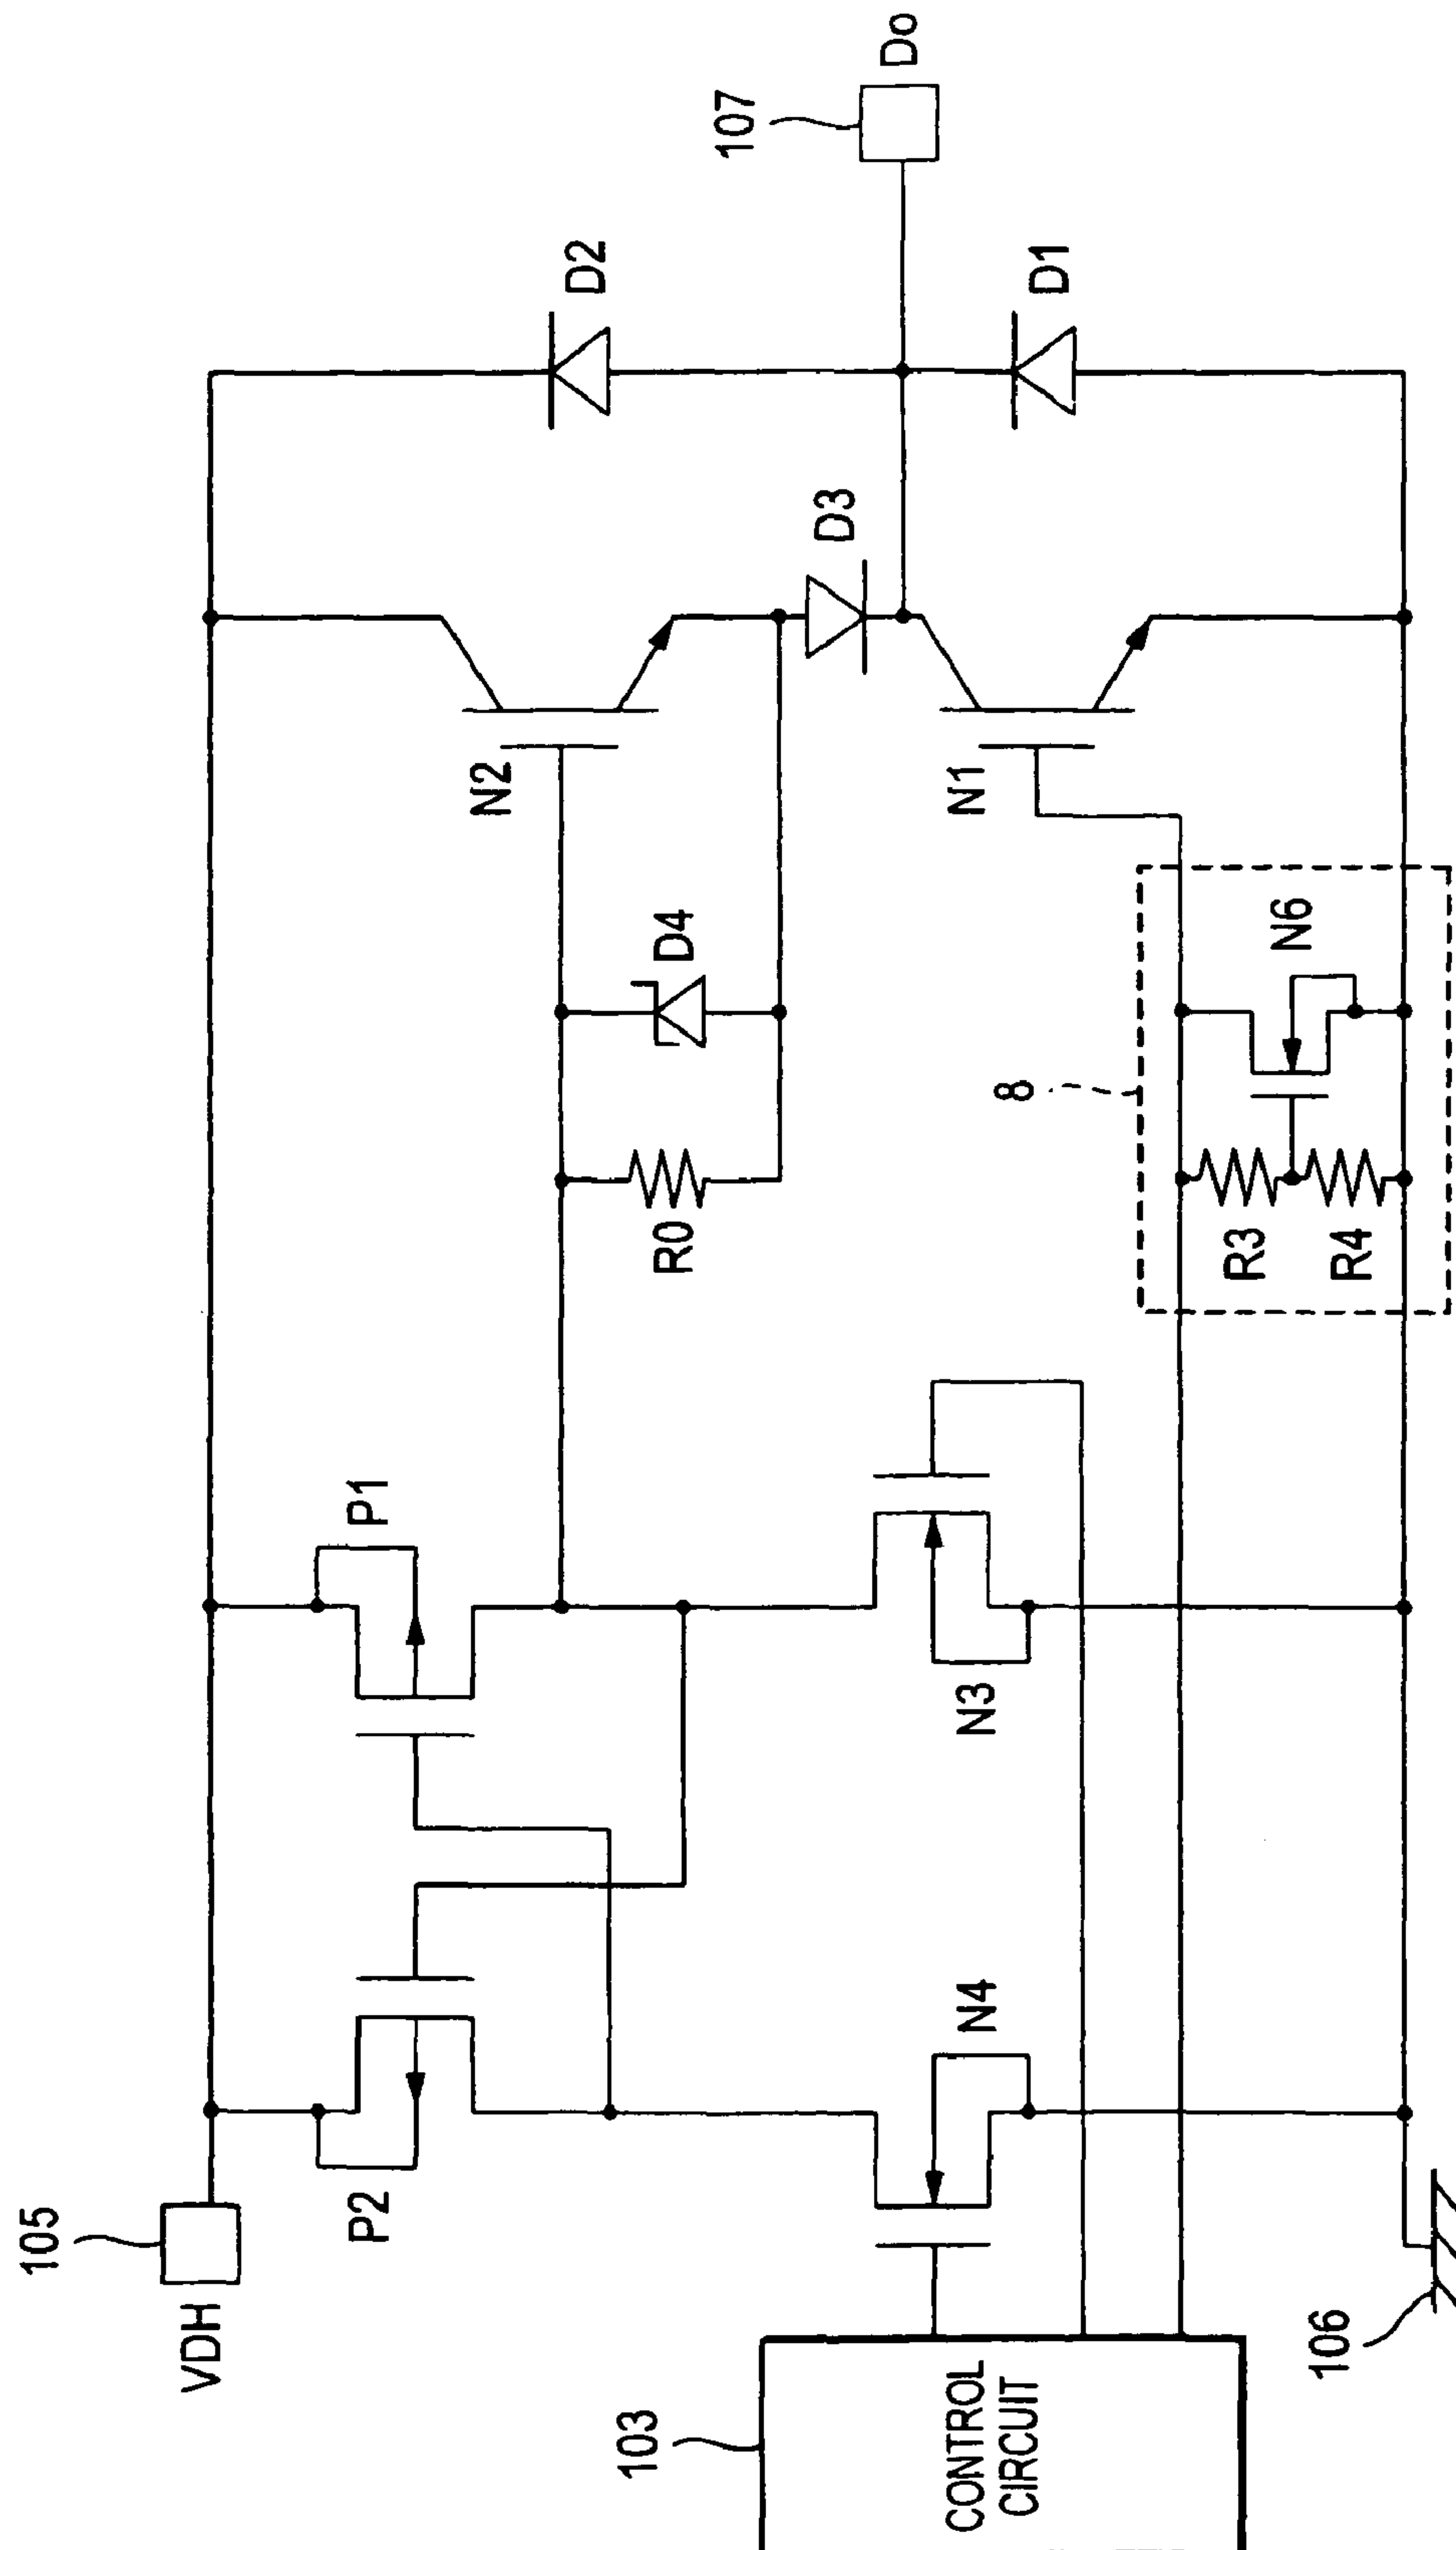 105
VDH
P2
P1
103
CONTROL
CIRCUIT
N4
N3
106
R0
D4
N2
D3
D2
N1
D1
8
R3
R4
N6
107
Do